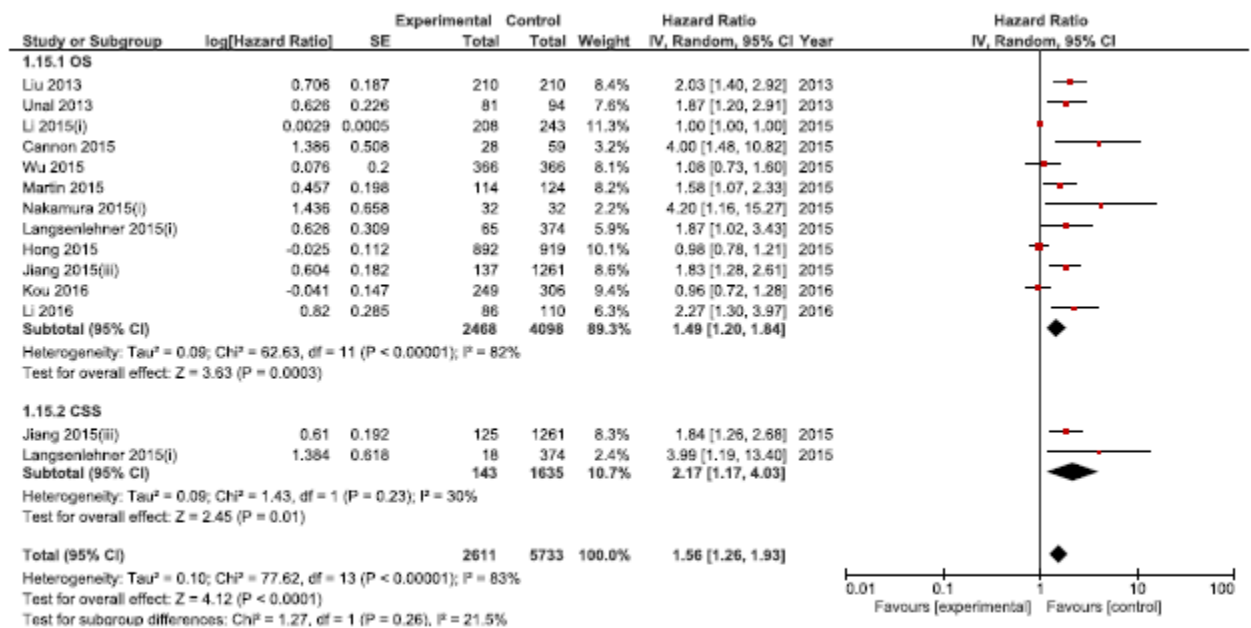 Experimental Control Hazard Ratio Hazard Ratio
Study or Subgroup log[Hazard Ratio] SE Total Total Weight IV, Random, 95% CI Year IV, Random, 95% CI
1.15.1 OS
Liu 2013 0.706 0.187 210 210 8.4% 2.03 [1.40, 2.92] 2013
Unal 2013 0.626 0.226 81 94 7.6% 1.87 [1.20, 2.91] 2013
Li 2015(i) 0.0029 0.0005 208 243 11.3% 1.00 [1.00, 1.00] 2015
Cannon 2015 1.386 0.508 28 59 3.2% 4.00 [1.48, 10.82] 2015
Wu 2015 0.076 0.2 366 366 8.1% 1.08 [0.73, 1.60] 2015
Martin 2015 0.457 0.198 114 124 8.2% 1.58 [1.07, 2.33] 2015
Nakamura 2015(i) 1.436 0.658 32 32 2.2% 4.20 [1.16, 15.27] 2015
Langsenlehner 2015(i) 0.626 0.309 65 374 5.9% 1.87 [1.02, 3.43] 2015
Hong 2015 -0.025 0.112 892 919 10.1% 0.98 [0.78, 1.21] 2015
Jiang 2015(iii) 0.604 0.182 137 1261 8.6% 1.83 [1.28, 2.61] 2015
Kou 2016 -0.041 0.147 249 306 9.4% 0.96 [0.72, 1.28] 2016
Li 2016 0.82 0.285 86 110 6.3% 2.27 [1.30, 3.97] 2016
Subtotal (95% CI) 2468 4098 89.3% 1.49 [1.20, 1.84]
Heterogeneity: Tau² = 0.09; Chi² = 62.63, df = 11 (P < 0.00001); I² = 82%
Test for overall effect: Z = 3.63 (P = 0.0003)
1.15.2 CSS
Jiang 2015(iii) 0.61 0.192 125 1261 8.3% 1.84 [1.26, 2.68] 2015
Langsenlehner 2015(i) 1.384 0.618 18 374 2.4% 3.99 [1.19, 13.40] 2015
Subtotal (95% CI) 143 1635 10.7% 2.17 [1.17, 4.03]
Heterogeneity: Tau² = 0.09; Chi² = 1.43, df = 1 (P = 0.23); I² = 30%
Test for overall effect: Z = 2.45 (P = 0.01)
Total (95% CI) 2611 5733 100.0% 1.56 [1.26, 1.93]
Heterogeneity: Tau² = 0.10; Chi² = 77.62, df = 13 (P < 0.00001); I² = 83%
Test for overall effect: Z = 4.12 (P < 0.0001)
Test for subgroup differences: Chi² = 1.27, df = 1 (P = 0.26), I² = 21.5%
0.01 0.1 1 10 100
Favours [experimental] Favours [control]